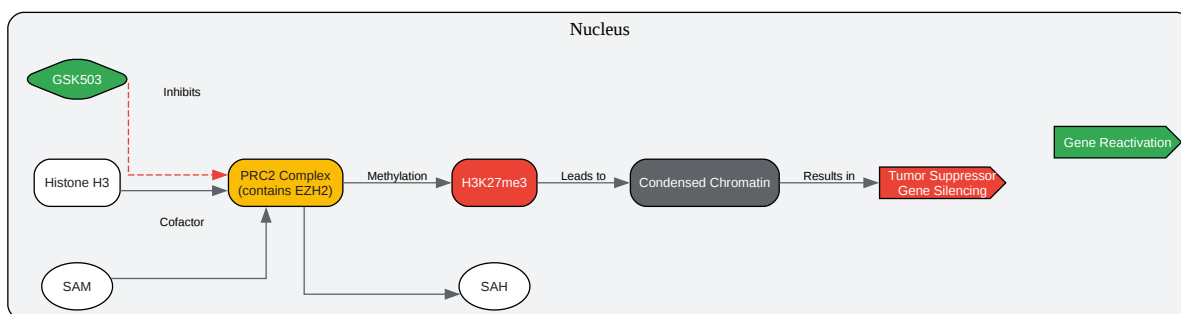 Nucleus
GSK503
Inhibits
Gene Reactivation
Histone H3
PRC2 Complex
(contains EZH2)
Methylation
H3K27me3
Leads to
Condensed Chromatin
Results in
Tumor Suppressor
Gene Silencing
Cofactor
SAM
SAH